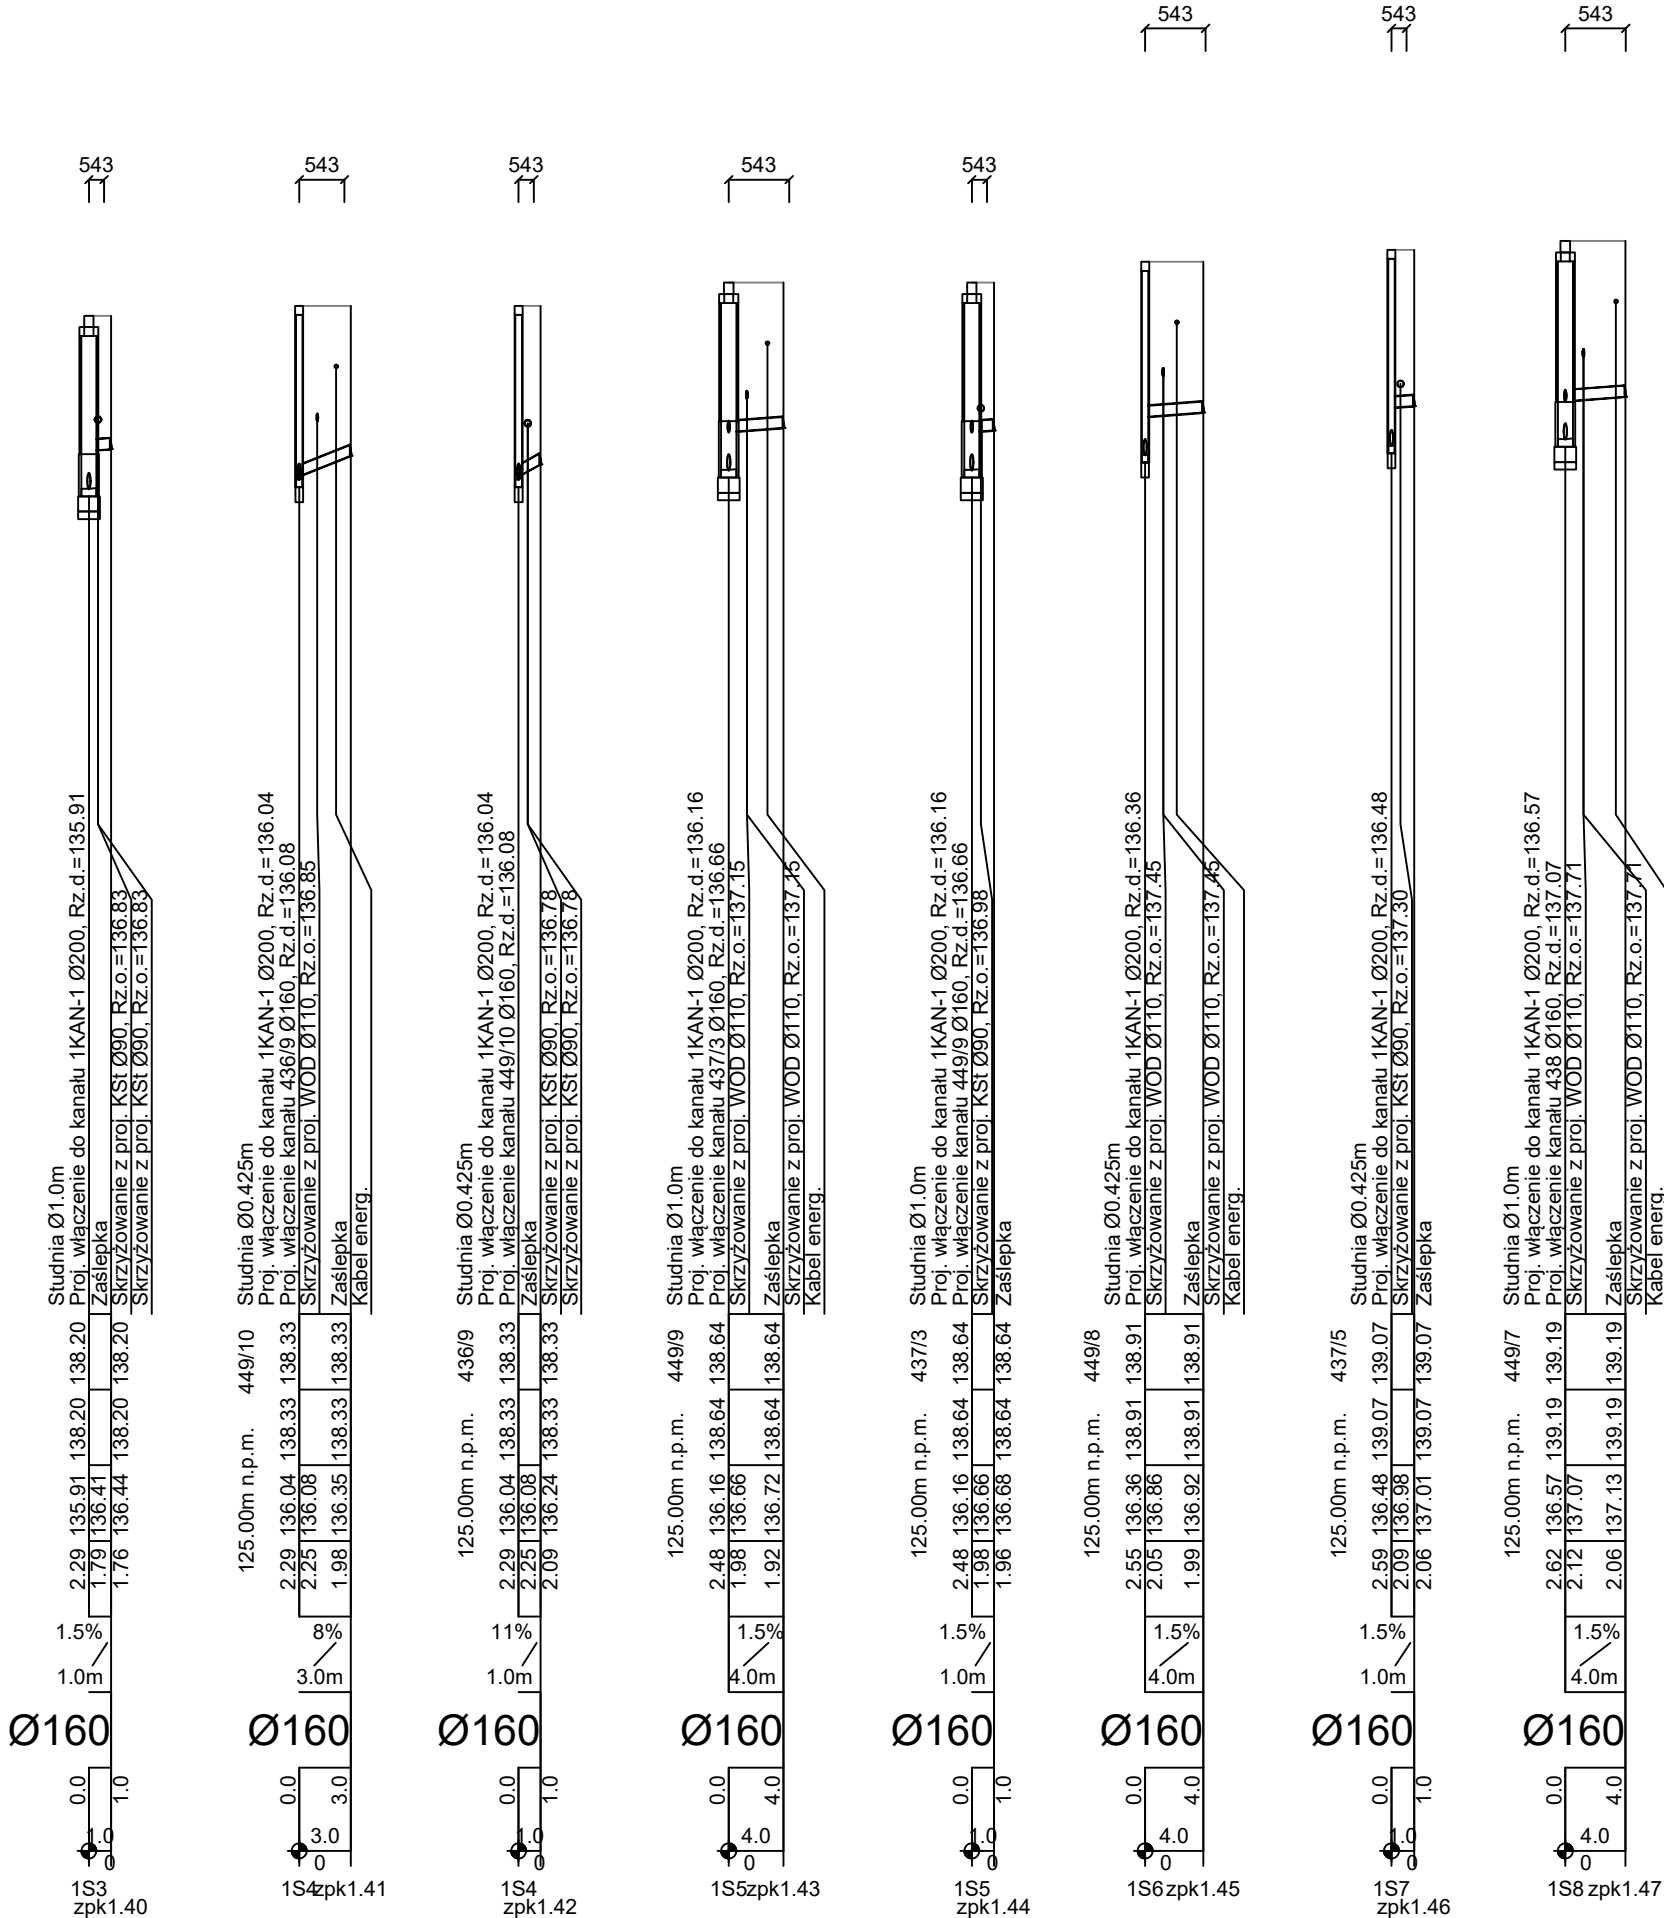 543
543
543
543
543
543
543
543
Studnia Ø1.0m
Proj. włączenie do kanału 1KAN-1 Ø200, Rz.d.=135.91
Zaślepka
Skrzyżowanie z proj. KSt Ø90, Rz.o.=136.83
Skrzyżowanie z proj. KSt Ø90, Rz.o.=136.83
138.20 138.20
138.20 138.20
135.91 136.41 136.44
2.29 1.79 1.76
1.5%
1.0m
Ø160
0.0 1.0
1.0
0
1S3
zpk1.40
Studnia Ø0.425m
Proj. włączenie do kanału 1KAN-1 Ø200, Rz.d.=136.04
Proj. włączenie kanału 436/9 Ø160, Rz.d.=136.08
Skrzyżowanie z proj. WOD Ø110, Rz.o.=136.85
Zaślepka
Kabel energ.
449/10
125.00m n.p.m.
138.33 138.33
138.33 138.33
136.04 136.08 136.35
2.29 2.25 1.98
8%
3.0m
Ø160
0.0 3.0
3.0
0
1S4 zpk1.41
Studnia Ø0.425m
Proj. włączenie do kanału 1KAN-1 Ø200, Rz.d.=136.04
Proj. włączenie kanału 449/10 Ø160, Rz.d.=136.08
Zaślepka
Skrzyżowanie z proj. KSt Ø90, Rz.o.=136.78
Skrzyżowanie z proj. KSt Ø90, Rz.o.=136.78
436/9
125.00m n.p.m.
138.33 138.33
138.33 138.33
136.04 136.08 136.24
2.29 2.25 2.09
11%
1.0m
Ø160
0.0 1.0
1.0
0
1S4
zpk1.42
Studnia Ø1.0m
Proj. włączenie do kanału 1KAN-1 Ø200, Rz.d.=136.16
Proj. włączenie kanału 437/3 Ø160, Rz.d.=136.66
Skrzyżowanie z proj. WOD Ø110, Rz.o.=137.15
Zaślepka
Skrzyżowanie z proj. WOD Ø110, Rz.o.=137.15
Kabel energ.
449/9
125.00m n.p.m.
138.64 138.64
138.64 138.64
136.16 136.66 136.72
2.48 1.98 1.92
1.5%
4.0m
Ø160
0.0 4.0
4.0
0
1S5 zpk1.43
Studnia Ø1.0m
Proj. włączenie do kanału 1KAN-1 Ø200, Rz.d.=136.16
Proj. włączenie kanału 449/9 Ø160, Rz.d.=136.66
Skrzyżowanie z proj. KSt Ø90, Rz.o.=136.98
Zaślepka
437/3
125.00m n.p.m.
138.64 138.64
138.64 138.64
136.16 136.66 136.68
2.48 1.98 1.96
1.5%
1.0m
Ø160
0.0 1.0
1.0
0
1S5
zpk1.44
Studnia Ø0.425m
Proj. włączenie do kanału 1KAN-1 Ø200, Rz.d.=136.36
Skrzyżowanie z proj. WOD Ø110, Rz.o.=137.45
Zaślepka
Skrzyżowanie z proj. WOD Ø110, Rz.o.=137.45
Kabel energ.
449/8
125.00m n.p.m.
138.91 138.91
138.91 138.91
136.36 136.86 136.92
2.55 2.05 1.99
1.5%
4.0m
Ø160
0.0 4.0
4.0
0
1S6 zpk1.45
Studnia Ø0.425m
Proj. włączenie do kanału 1KAN-1 Ø200, Rz.d.=136.48
Skrzyżowanie z proj. KSt Ø90, Rz.o.=137.30
Zaślepka
437/5
125.00m n.p.m.
139.07 139.07
139.07 139.07
136.48 136.98 137.01
2.59 2.09 2.06
1.5%
1.0m
Ø160
0.0 1.0
1.0
0
1S7
zpk1.46
Studnia Ø1.0m
Proj. włączenie do kanału 1KAN-1 Ø200, Rz.d.=136.57
Proj. włączenie kanału 438 Ø160, Rz.d.=137.07
Skrzyżowanie z proj. WOD Ø110, Rz.o.=137.71
Zaślepka
Skrzyżowanie z proj. WOD Ø110, Rz.o.=137.71
Kabel energ.
449/7
125.00m n.p.m.
139.19 139.19
139.19 139.19
136.57 137.07 137.13
2.62 2.12 2.06
1.5%
4.0m
Ø160
0.0 4.0
4.0
0
1S8 zpk1.47